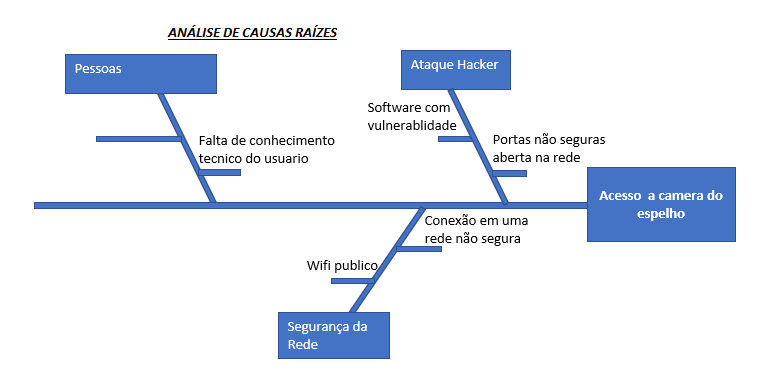 ANÁLISE DE CAUSAS RAÍZES
Pessoas
Ataque Hacker
Software com
vulnerablidade
Falta de conhecimento
tecnico do usuario
Portas não seguras
aberta na rede
Acesso a camera do
espelho
Conexão em uma
rede não segura
Wifi publico
Segurança da
Rede